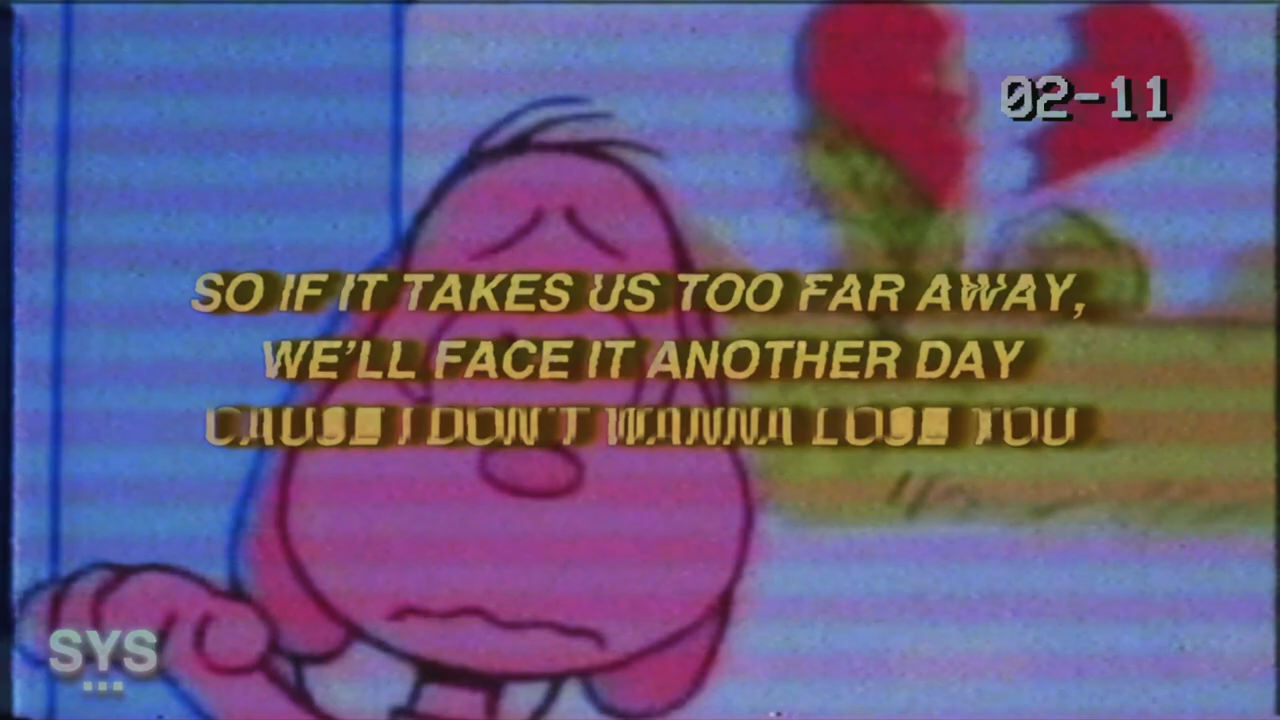 02-11
SO IF IT TAKES US TOO FAR AWAY,
WE'LL FACE IT ANOTHER DAY
CAUSE I DON'T WANNA LOSE YOU
SYS